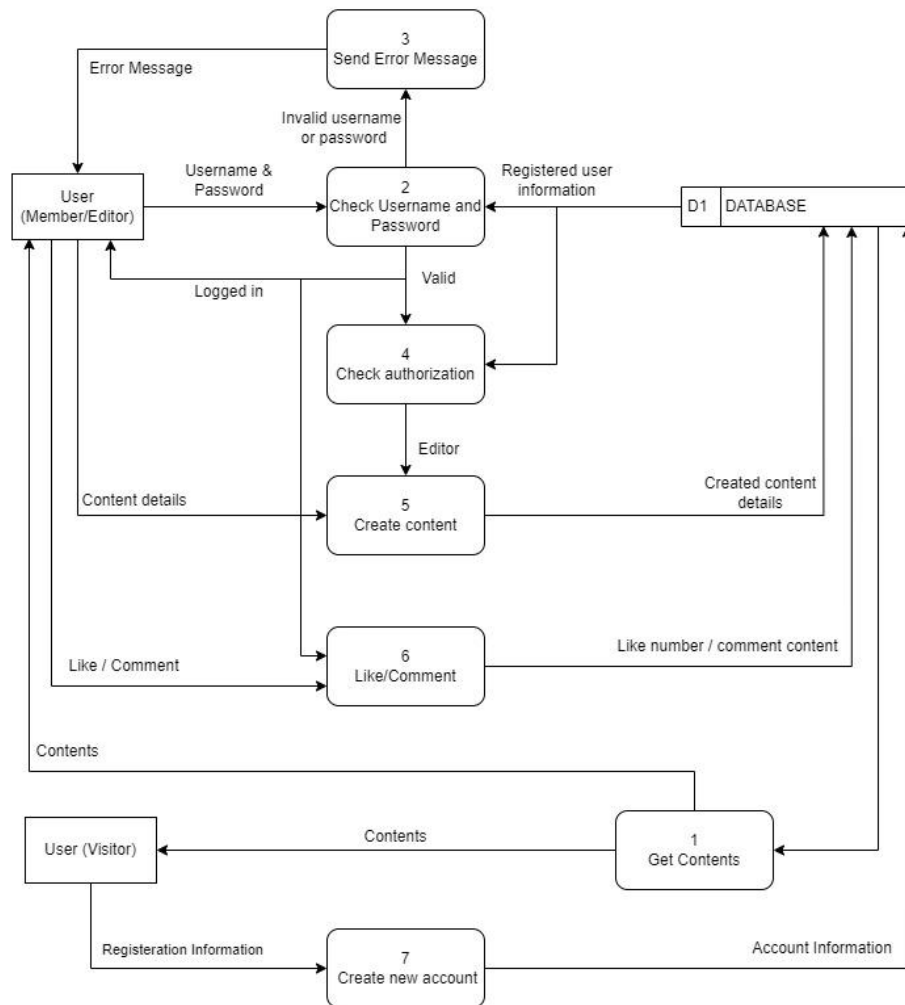 3
Send Error Message
Error Message
Invalid username
or password
Username &
Password
Registered user
information
User
(Member/Editor)
2
Check Username and
Password
D1
DATABASE
Logged in
Valid
4
Check authorization
Editor
Content details
5
Create content
Created content
details
Like / Comment
6
Like/Comment
Like number / comment content
Contents
User (Visitor)
Contents
1
Get Contents
Registeration Information
7
Create new account
Account Information